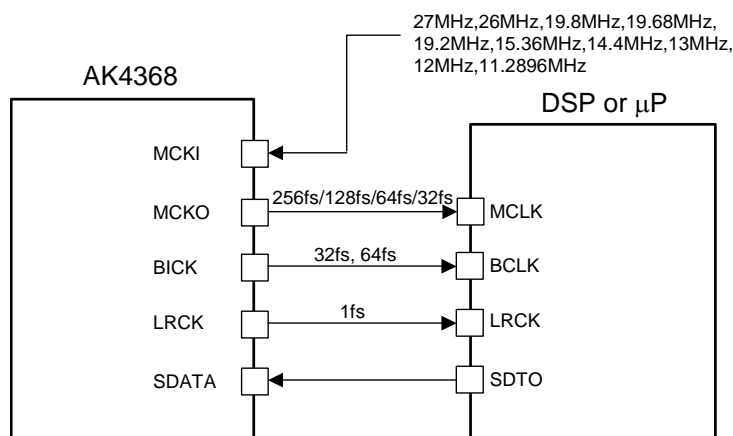 27MHz,26MHz,19.8MHz,19.68MHz,
19.2MHz,15.36MHz,14.4MHz,13MHz,
12MHz,11.2896MHz
AK4368
DSP or μP
MCKI
MCKO
256fs/128fs/64fs/32fs
MCLK
BICK
32fs, 64fs
BCLK
LRCK
1fs
LRCK
SDATA
SDTO